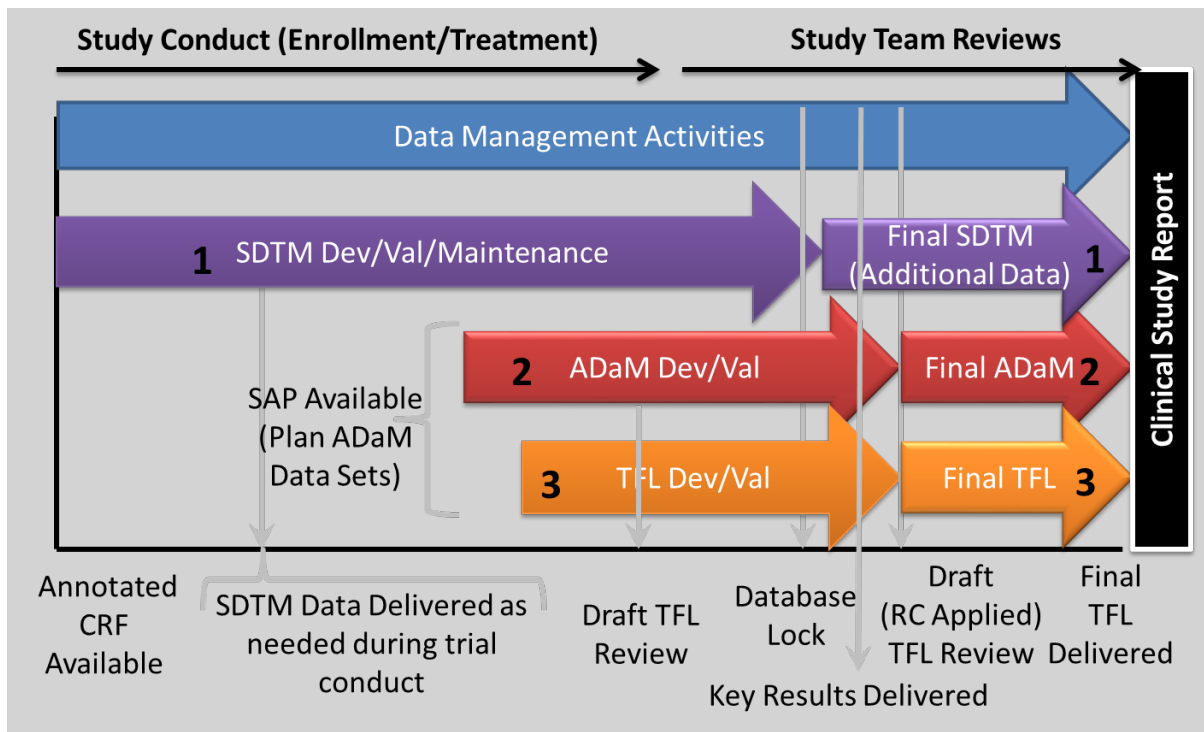 Study Conduct (Enrollment/Treatment)
Study Team Reviews
Data Management Activities
1
SDTM Dev/Val/Maintenance
Final SDTM
(Additional Data)
1
2
ADaM Dev/Val
Final ADaM
2
SAP Available
(Plan ADaM
Data Sets)
3
TFL Dev/Val
Final TFL
3
Clinical Study Report
Annotated
CRF
Available
SDTM Data Delivered as
needed during trial
conduct
Draft TFL
Review
Database
Lock
Key Results Delivered
Draft
(RC Applied)
TFL Review
Final
TFL
Delivered